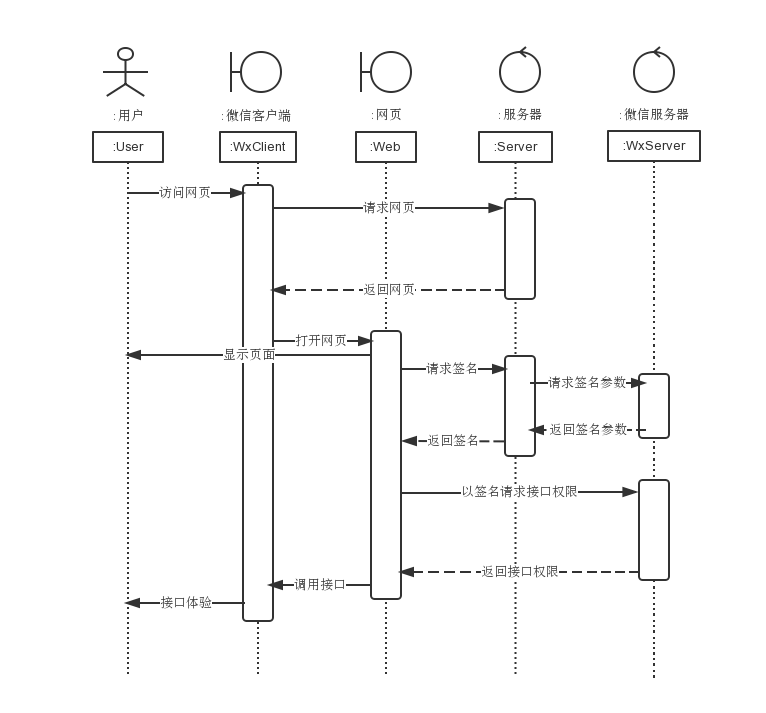 :用户
:微信客户端
:网页
:服务器
:微信服务器
:User
:WxClient
:Web
:Server
:WxServer
访问网页
请求网页
返回网页
打开网页
显示页面
请求签名
请求签名参数
返回签名参数
返回签名
以签名请求接口权限
返回接口权限
调用接口
接口体验